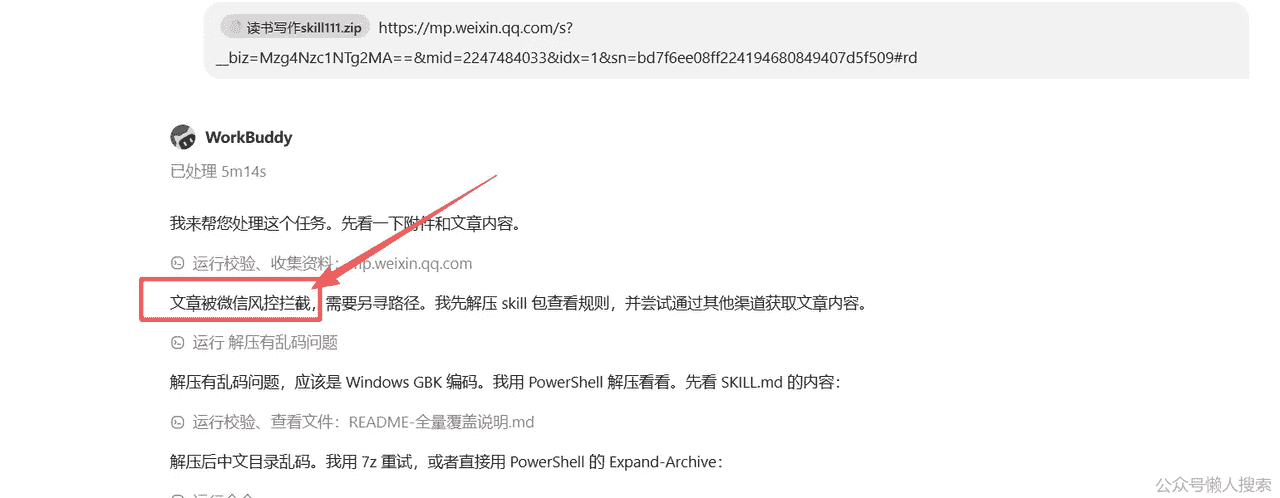 读书写作skill111.zip https://mp.weixin.qq.com/s?
__biz=Mzg4Nzc1NTg2MA==&mid=2247484033&idx=1&sn=bd7f6ee08ff224194680849407d5f509#rd
WorkBuddy
已处理 5m14s
我来帮您处理这个任务。先看一下附件和文章内容。
运行校验、收集资料：mp.weixin.qq.com
文章被微信风控拦截，需要另寻路径。我先解压 skill 包查看规则，并尝试通过其他渠道获取文章内容。
运行 解压有乱码问题
解压有乱码问题，应该是 Windows GBK 编码。我用 PowerShell 解压看看。先看 SKILL.md 的内容：
运行校验、查看文件：README-全量覆盖说明.md
解压后中文目录乱码。我用 7z 重试，或者直接用 PowerShell 的 Expand-Archive：
公众号懒人搜索